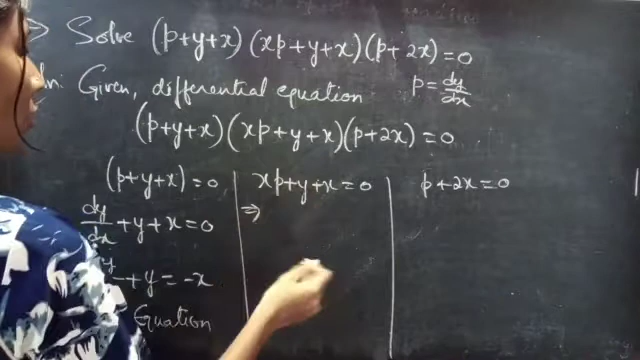 => Solve (p+y+x) (xp+y+x) (p+2x) = 0
ln: Given, differential equation p = dy/dx
(p+y+x) (xp+y+x) (p+2x) = 0
(p+y+x) = 0
dy/dx + y + x = 0
y + y = -x
Equation
xp+y+x = 0
=>
p+2x = 0